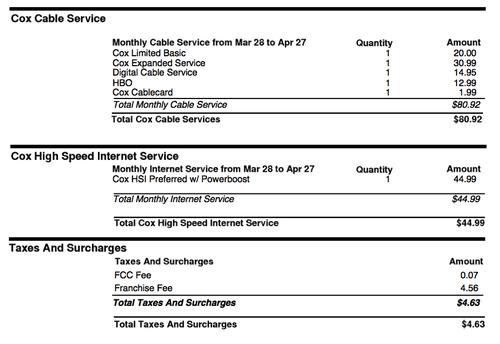 Cox Cable Service
Monthly Cable Service from Mar 28 to Apr 27 Quantity Amount
Cox Limited Basic 1 20.00
Cox Expanded Service 1 30.99
Digital Cable Service 1 14.95
HBO 1 12.99
Cox Cablecard 1 1.99
Total Monthly Cable Service $80.92
Total Cox Cable Services $80.92
Cox High Speed Internet Service
Monthly Internet Service from Mar 28 to Apr 27 Quantity Amount
Cox HSI Preferred w/ Powerboost 1 44.99
Total Monthly Internet Service $44.99
Total Cox High Speed Internet Service $44.99
Taxes And Surcharges
Taxes And Surcharges Amount
FCC Fee 0.07
Franchise Fee 4.56
Total Taxes And Surcharges $4.63
Total Taxes And Surcharges $4.63